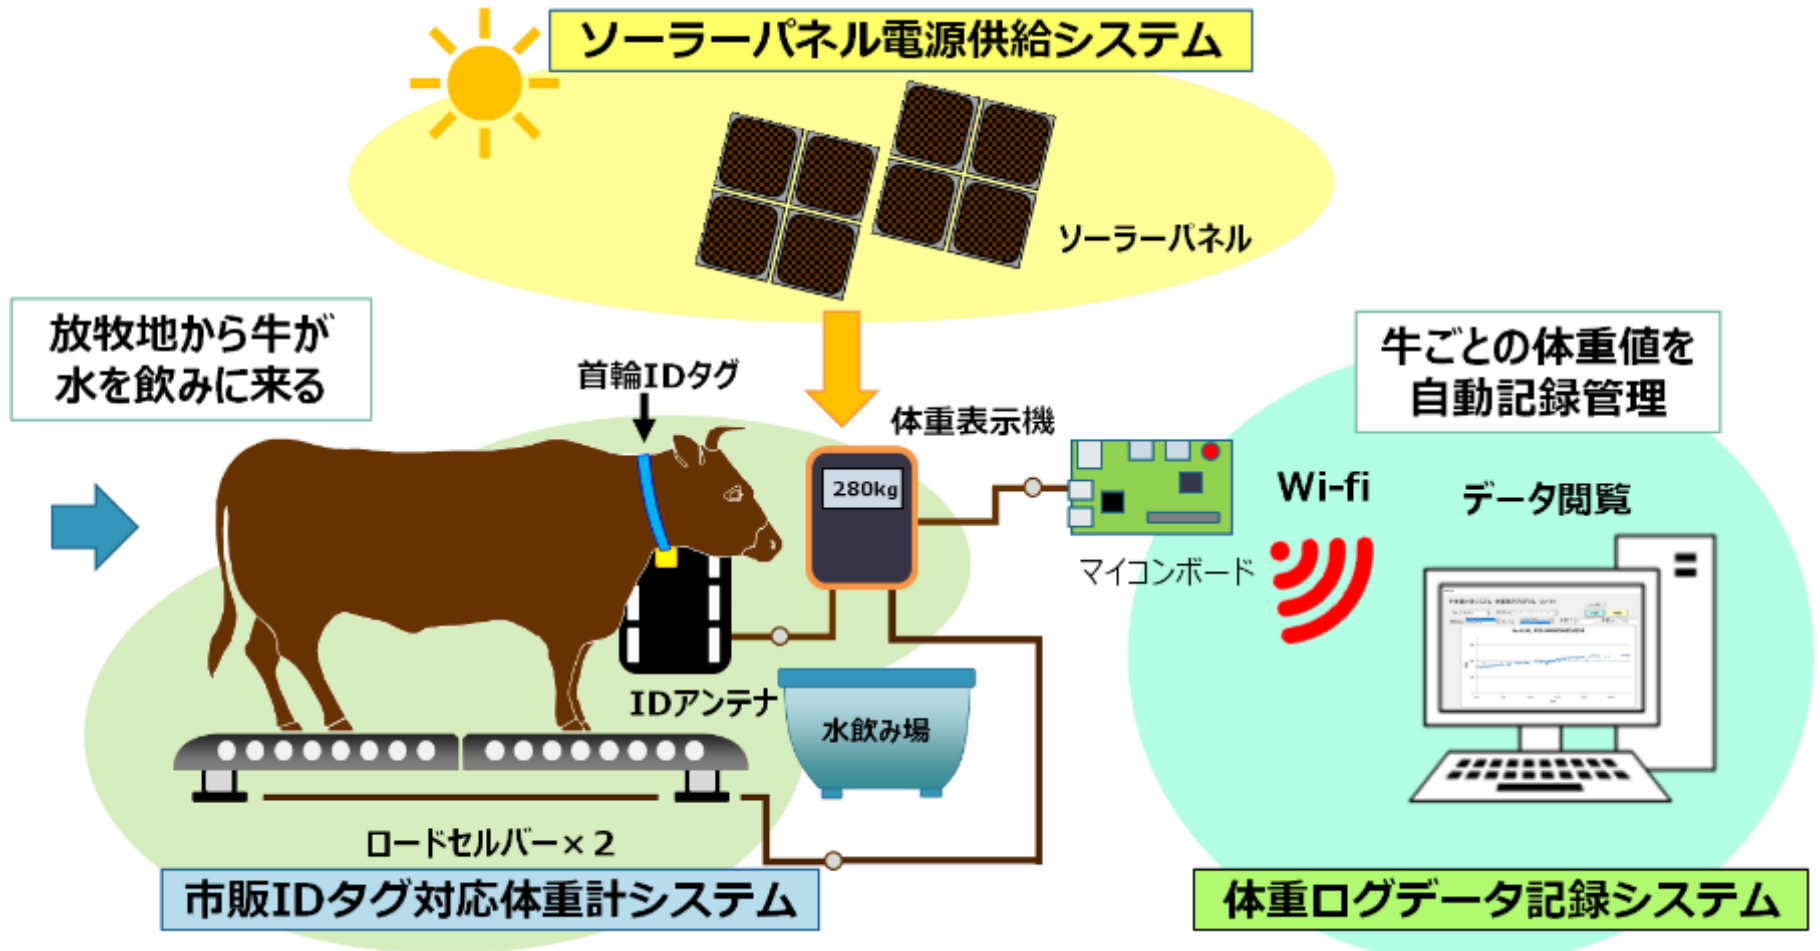 ソーラーパネル電源供給システム
ソーラーパネル
放牧地から牛が
水を飲みに来る
首輪IDタグ
体重表示機
280kg
牛ごとの体重値を
自動記録管理
Wi-fi
データ閲覧
マイコンボード
IDアンテナ
水飲み場
ロードセルバー×2
市販IDタグ対応体重計システム
体重ログデータ記録システム